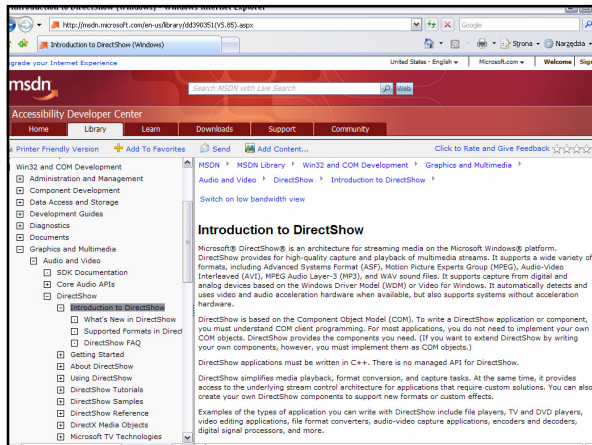 Introduction to DirectShow (Windows) - Windows Internet Explorer
http://msdn.microsoft.com/en-us/library/dd390351(VS.85).aspx
Google
Introduction to DirectShow (Windows)
Strona
Narzędzia
grade your Internet Experience
United States - English
Microsoft.com
Welcome
Sign
msdn
Search MSDN with Live Search
Web
Accessibility Developer Center
Home
Library
Learn
Downloads
Support
Community
Printer Friendly Version
Add To Favorites
Send
Add Content...
Click to Rate and Give Feedback
Win32 and COM Development
Administration and Management
Component Development
Data Access and Storage
Development Guides
Diagnostics
Documents
Graphics and Multimedia
Audio and Video
SDK Documentation
Core Audio APIs
DirectShow
Introduction to DirectShow
What's New in DirectShow
Supported Formats in Direct
DirectShow FAQ
Getting Started
About DirectShow
Using DirectShow
DirectShow Tutorials
DirectShow Samples
DirectShow Reference
DirectX Media Objects
Microsoft TV Technologies
MSDN MSDN Library Win32 and COM Development Graphics and Multimedia
Audio and Video DirectShow Introduction to DirectShow
Switch on low bandwidth view
Introduction to DirectShow
Microsoft® DirectShow® is an architecture for streaming media on the Microsoft Windows® platform.
DirectShow provides for high-quality capture and playback of multimedia streams. It supports a wide variety of
formats, including Advanced Systems Format (ASF), Motion Picture Experts Group (MPEG), Audio-Video
Interleaved (AVI), MPEG Audio Layer-3 (MP3), and WAV sound files. It supports capture from digital and
analog devices based on the Windows Driver Model (WDM) or Video for Windows. It automatically detects and
uses video and audio acceleration hardware when available, but also supports systems without acceleration
hardware.
DirectShow is based on the Component Object Model (COM). To write a DirectShow application or component,
you must understand COM client programming. For most applications, you do not need to implement your own
COM objects. DirectShow provides the components you need. (If you want to extend DirectShow by writing
your own components, however, you must implement them as COM objects.)
DirectShow applications must be written in C++. There is no managed API for DirectShow.
DirectShow simplifies media playback, format conversion, and capture tasks. At the same time, it provides
access to the underlying stream control architecture for applications that require custom solutions. You can also
create your own DirectShow components to support new formats or custom effects.
Examples of the types of application you can write with DirectShow include file players, TV and DVD players,
video editing applications, file format converters, audio-video capture applications, encoders and decoders,
digital signal processors, and more.